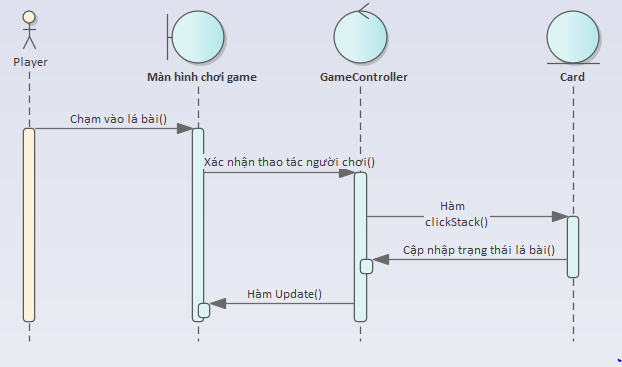 Player
Màn hình chơi game
GameController
Card
Chạm vào lá bài()
Xác nhận thao tác người chơi()
Hàm
clickStack()
Cập nhập trạng thái lá bài()
Hàm Update()